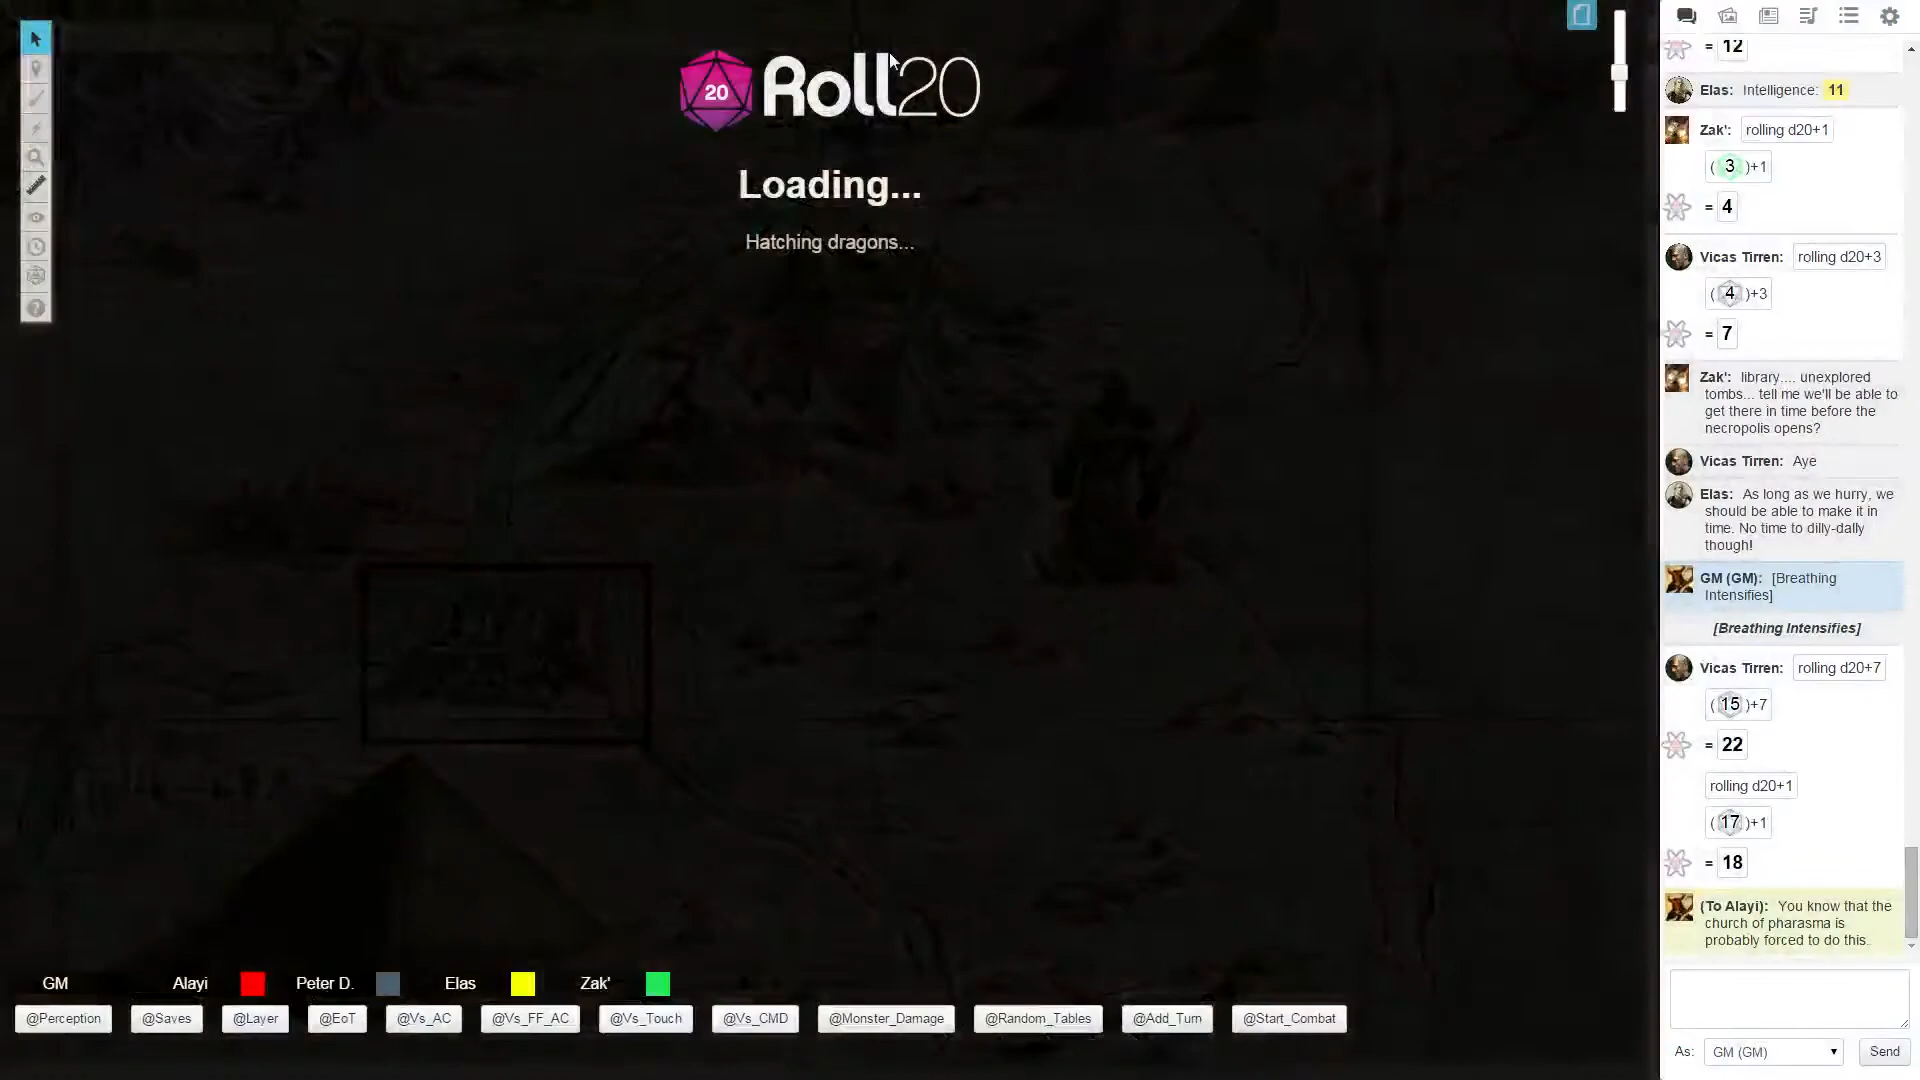 20 Roll20
Loading...
Hatching dragons...
= 12
Elas: Intelligence: 11
Zak': rolling d20+1
( 3 )+1
= 4
Vicas Tirren: rolling d20+3
( 4 )+3
= 7
Zak': library.... unexplored
tombs... tell me we'll be able to
get there in time before the
necropolis opens?
Vicas Tirren: Aye
Elas: As long as we hurry, we
should be able to make it in
time. No time to dilly-dally
though!
GM (GM): [Breathing
Intensifies]
[Breathing Intensifies]
Vicas Tirren: rolling d20+7
( 15 )+7
= 22
rolling d20+1
( 17 )+1
= 18
(To Alayi): You know that the
church of pharasma is
probably forced to do this.
GM Alayi Peter D. Elas Zak'
@Perception @Saves @Layer @EoT @Vs_AC @Vs_FF_AC @Vs_Touch @Vs_CMD @Monster_Damage @Random_Tables @Add_Turn @Start_Combat
As: GM (GM) Send